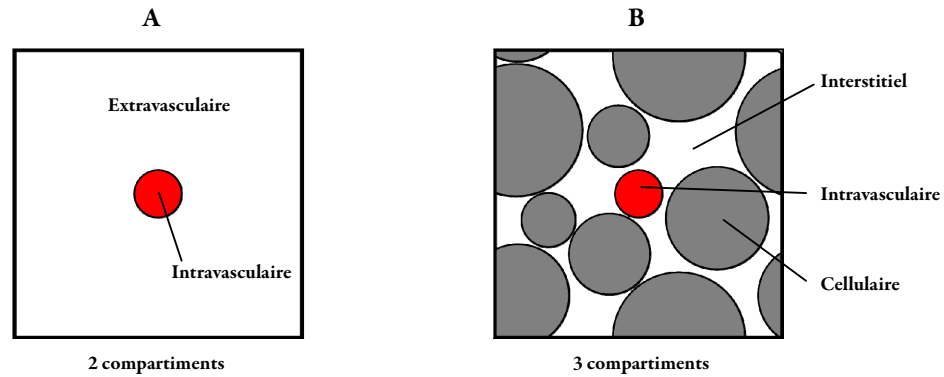 A
B
Extravasculaire
Intravasculaire
2 compartiments
Interstitiel
Intravasculaire
Cellulaire
3 compartiments